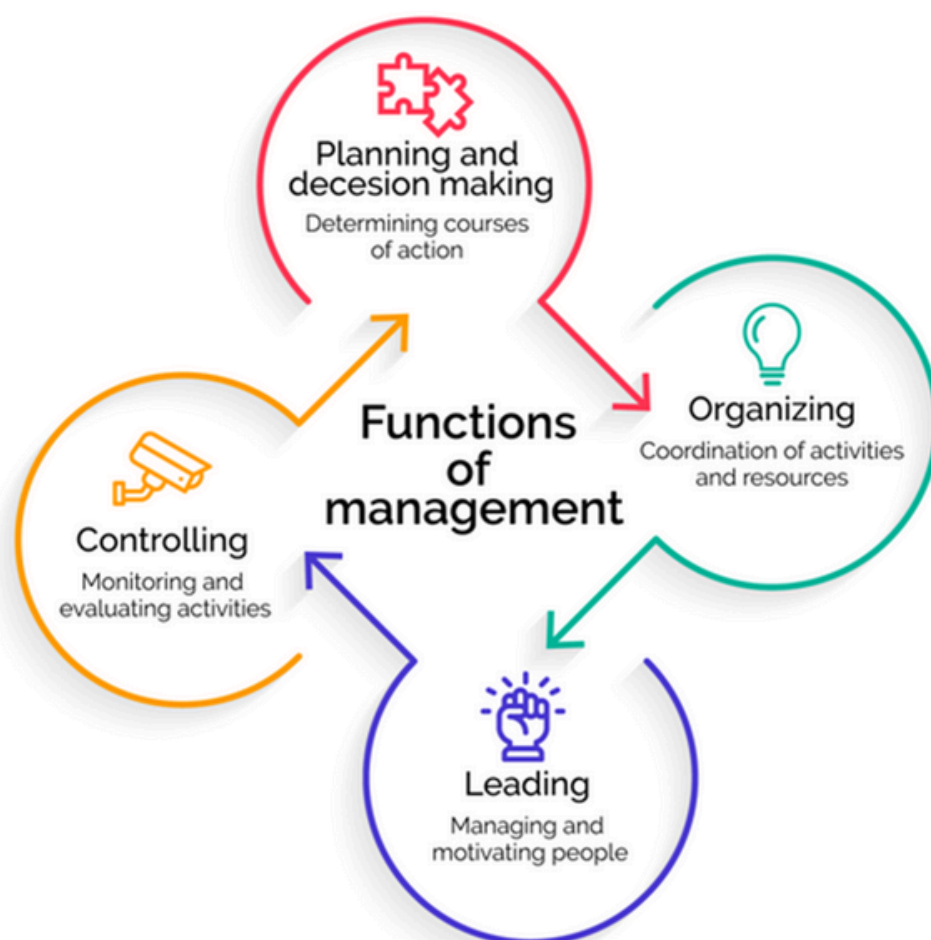 Planning and
decesion making
Determining courses
of action
Organizing
Coordination of activities
and resources
Functions
of
management
Controlling
Monitoring and
evaluating activities
Leading
Managing and
motivating people